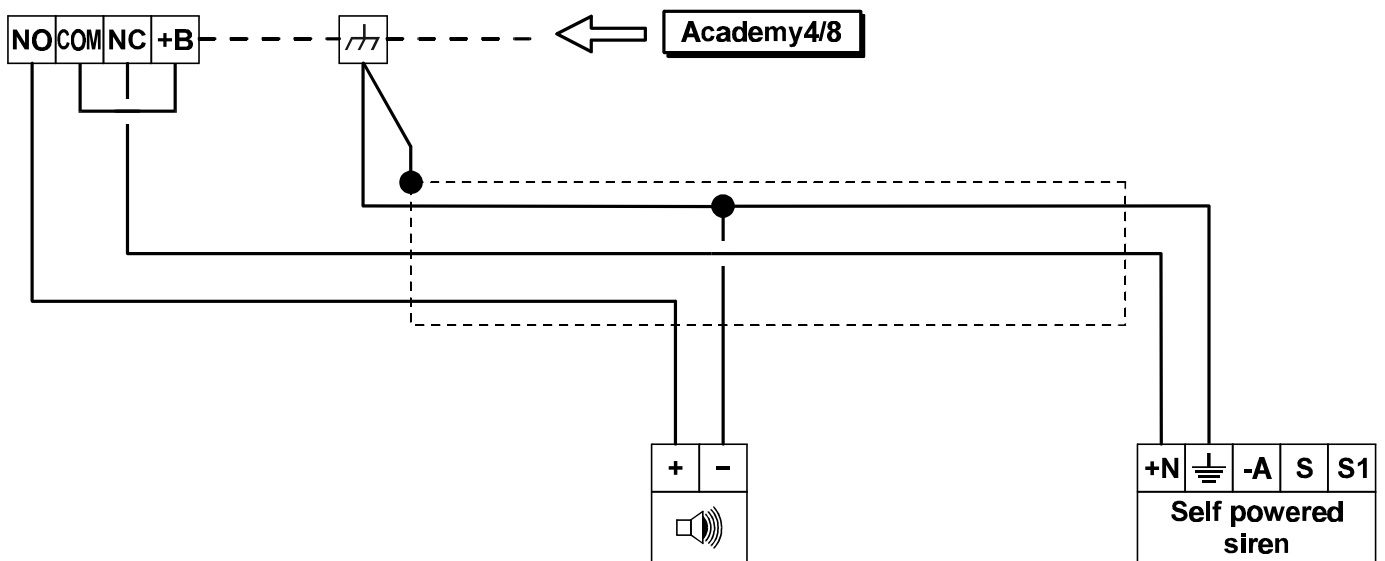 NO COM NC +B
Academy4/8
+ –
+N -A S S1
Self powered
siren